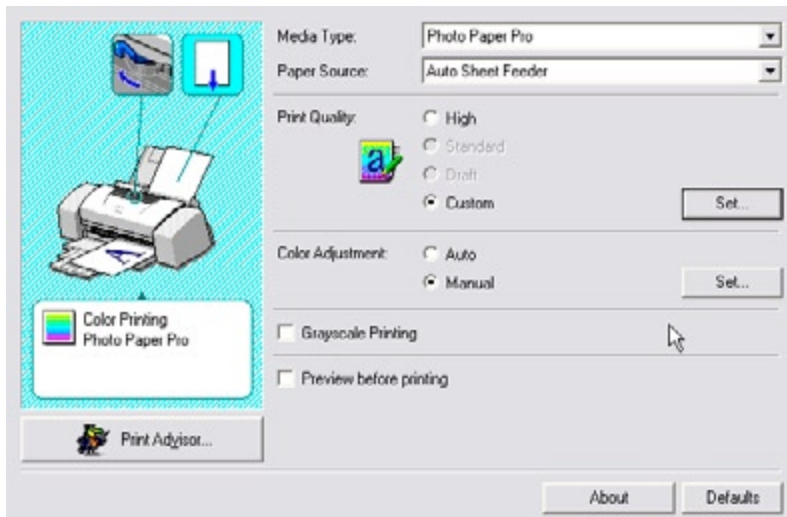 Media Type: Photo Paper Pro
Paper Source: Auto Sheet Feeder
Print Quality: High
Standard
Draft
Custom Set...
Color Adjustment: Auto
Manual Set...
Color Printing
Photo Paper Pro
Grayscale Printing
Preview before printing
Print Advisor...
About Defaults